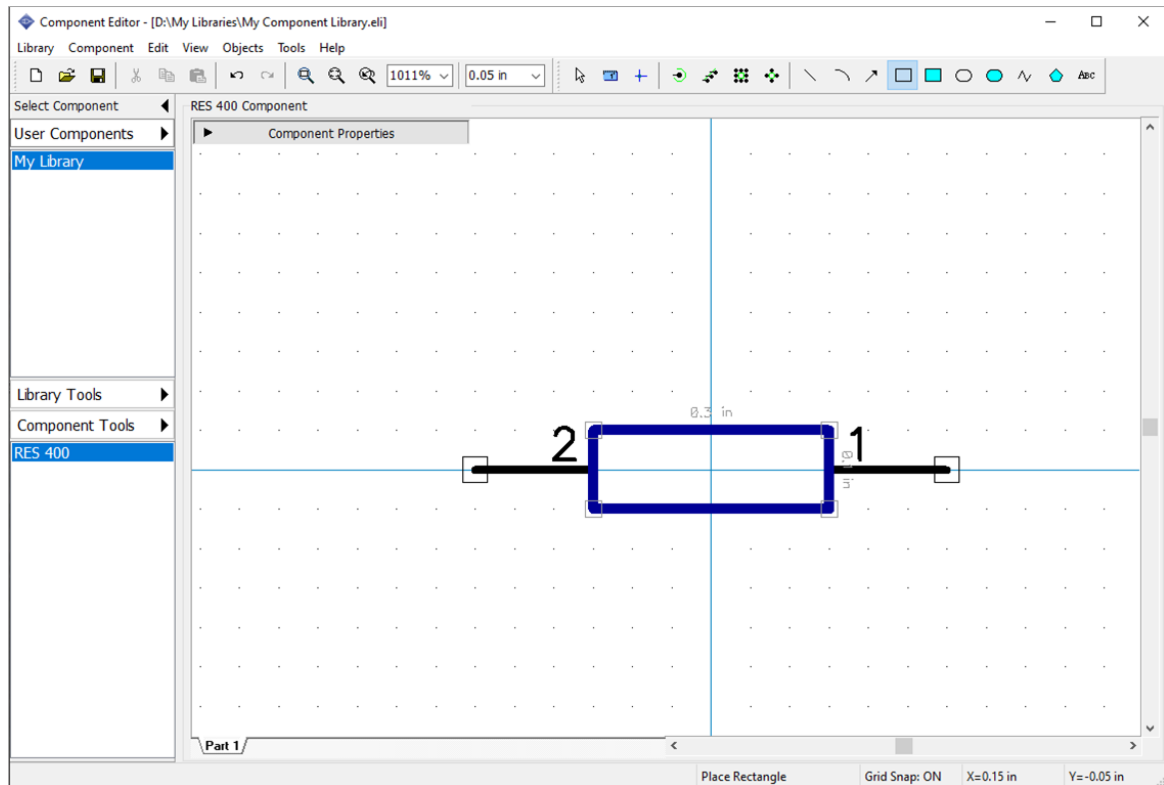 Component Editor - [D:\My Libraries\My Component Library.eli]
Library Component Edit View Objects Tools Help
1011% 0.05 in ABC
Select Component
RES 400 Component
User Components
Component Properties
My Library
Library Tools
Component Tools
RES 400
0.3 in
2
1
in
Part 1
Place Rectangle Grid Snap: ON X=0.15 in Y=-0.05 in